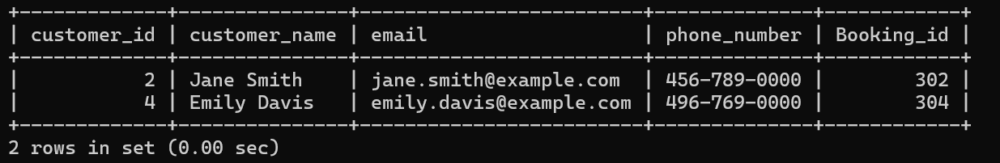 +-------------+---------------+-------------------------+--------------+------------+
| customer_id | customer_name | email                   | phone_number | Booking_id |
+-------------+---------------+-------------------------+--------------+------------+
|           2 | Jane Smith    | jane.smith@example.com  | 456-789-0000 |        302 |
|           4 | Emily Davis   | emily.davis@example.com | 496-769-0000 |        304 |
+-------------+---------------+-------------------------+--------------+------------+
2 rows in set (0.00 sec)